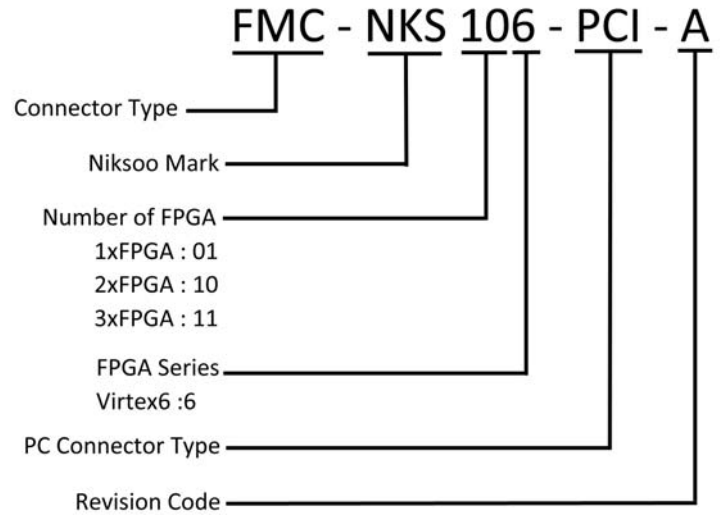 FMC - NKS 106 - PCI - A
Connector Type
Niksoo Mark
Number of FPGA
1xFPGA : 01
2xFPGA : 10
3xFPGA : 11
FPGA Series
Virtex6 :6
PC Connector Type
Revision Code